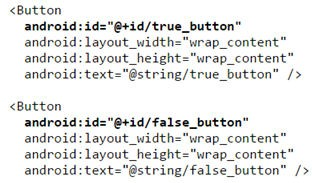 <Button
android:id="@+id/true_button"
android:layout_width="wrap_content"
android:layout_height="wrap_content"
android:text="@string/true_button" />
<Button
android:id="@+id/false_button"
android:layout_width="wrap_content"
android:layout_height="wrap_content"
android:text="@string/false_button" />